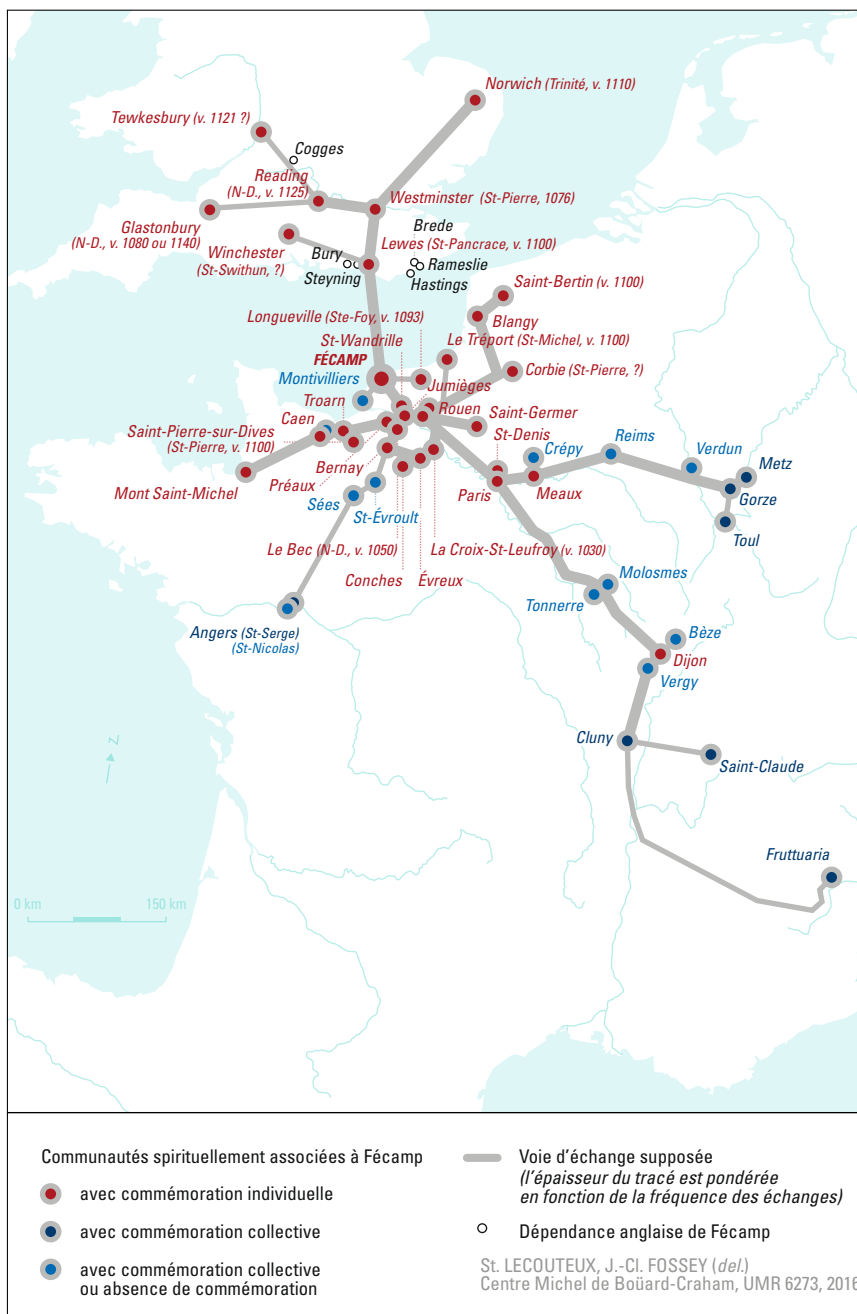 Norwich (Trinité, v. 1110)
Tewkesbury (v. 1121 ?)
Cogges
Reading
(N-D., v. 1125)
Westminster (St-Pierre, 1076)
Glastonbury
(N-D., v. 1080 ou 1140)
Winchester
(St-Swithun, ?)
Brede
Lewes (St-Pancrace, v. 1100)
Bury
Steyning
Rameslie
Hastings
Saint-Bertin (v. 1100)
Longueville (Ste-Foy, v. 1093)
Blangy
St-Wandrille
Le Tréport (St-Michel, v. 1100)
FÉCAMP
Corbie (St-Pierre, ?)
Montivilliers
Jumièges
Troarn
Rouen
Caen
Saint-Germer
Saint-Pierre-sur-Dives
(St-Pierre, v. 1100)
St-Denis
Crépy
Reims
Verdun
Bernay
Metz
Préaux
Mont Saint-Michel
Paris
Meaux
Gorze
Sées
St-Évroult
Toul
Le Bec (N-D., v. 1050)
La Croix-St-Leufroy (v. 1030)
Conches
Évreux
Molosmes
Tonnerre
Angers (St-Serge)
(St-Nicolas)
Bèze
Dijon
Vergy
Cluny
Saint-Claude
Z
Fruttuaria
0 km
150 km
Communautés spirituellement associées à Fécamp
avec commémoration individuelle
avec commémoration collective
avec commémoration collective
ou absence de commémoration
Voie d'échange supposée
(l'épaisseur du tracé est pondérée
en fonction de la fréquence des échanges)
Dépendance anglaise de Fécamp
St. LECOUTEUX, J.-Cl. FOSSEY (del.)
Centre Michel de Boüard-Craham, UMR 6273, 2016